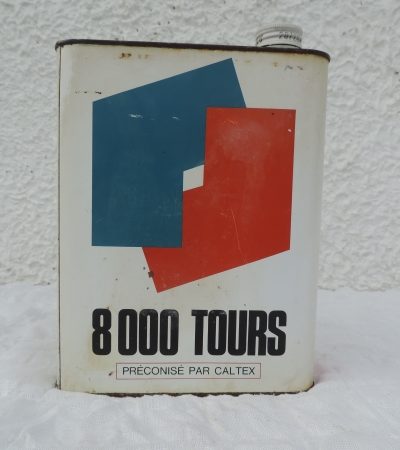 8 000 TOURS
PRÉCONISÉ PAR CALTEX